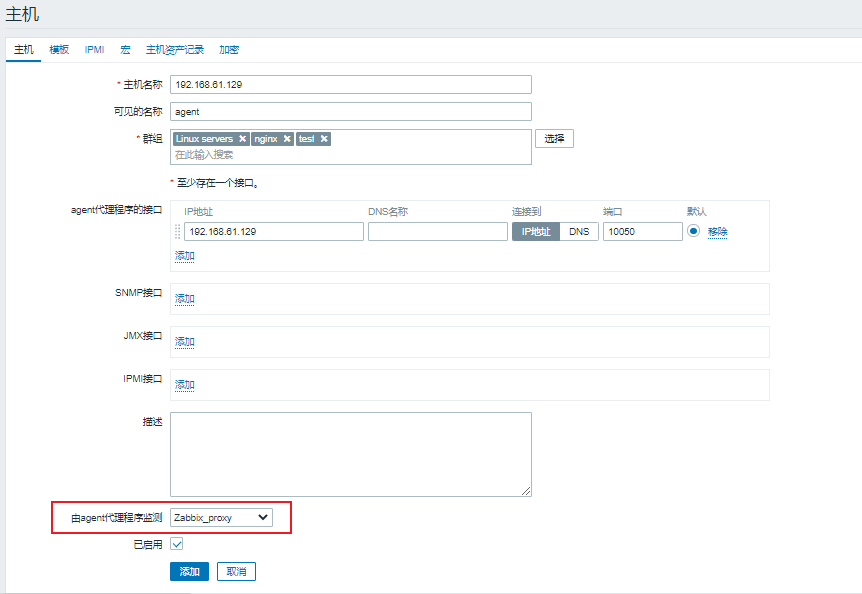 主机
主机 模板 IPMI 宏 主机资产记录 加密
* 主机名称 192.168.61.129
可见的名称 agent
* 群组 Linux servers × nginx × test × 选择
在此输入搜索
* 至少存在一个接口。
agent代理程序的接口 IP地址 DNS名称 连接到 端口 默认
192.168.61.129 IP地址 DNS 10050 移除
添加
SNMP接口 添加
JMX接口 添加
IPMI接口 添加
描述
由agent代理程序监测 Zabbix_proxy
已启用
添加 取消